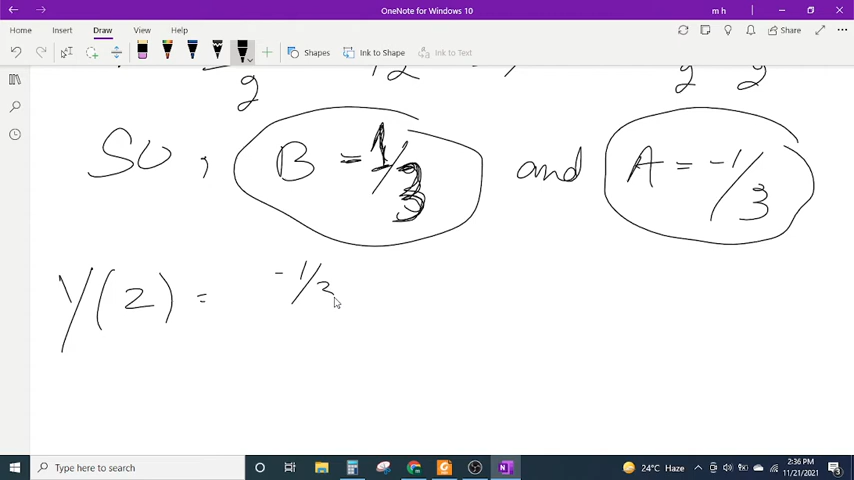 OneNote for Windows 10
m h
Home Insert Draw View Help
Share
Shapes Ink to Shape Ink to Text
g 12 g g
So, B = 1/3 and A = -1/3
Y(2) = -1/2
Type here to search
24°C Haze
2:36 PM
11/21/2021
3